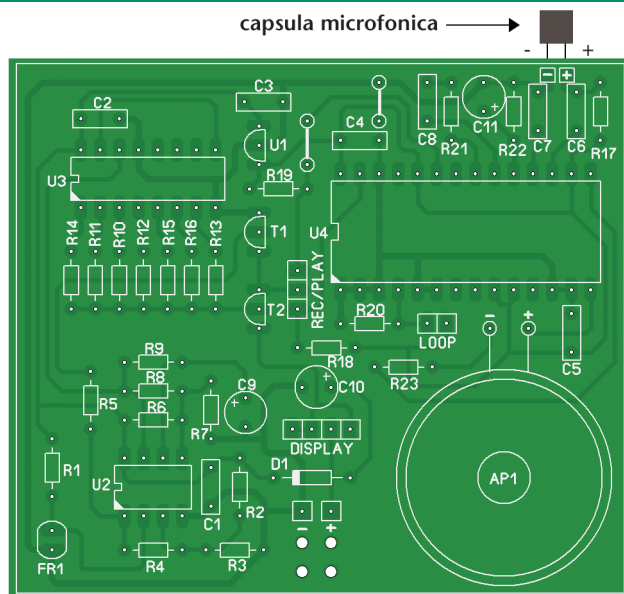 capsula microfonica
- +
- +
C2
C3
C4
C8
R21
C11
+
R22
C7
C6
R17
U1
U3
R19
U4
R14
R11
R10
R12
R15
R16
R13
T1
REC/PLAY
T2
R20
LOOP
- +
C5
R18
R23
R9
R8
R6
R5
R7
C9
+
C10
+
DISPLAY
R1
U2
C1
R2
D1
- +
AP1
FR1
R4
R3